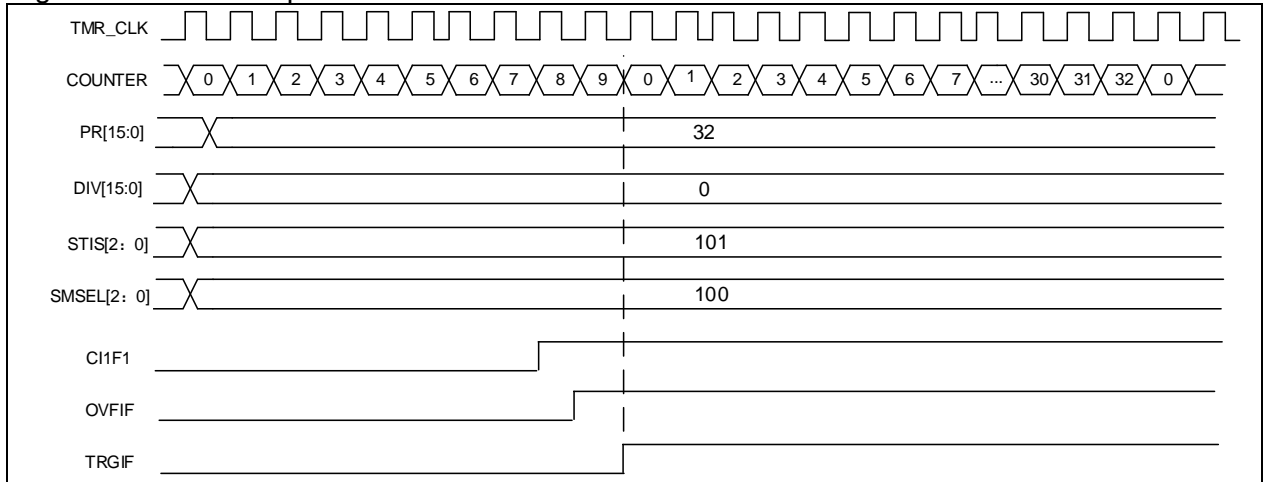 TMR_CLK
COUNTER 0 1 2 3 4 5 6 7 8 9 0 1 2 3 4 5 6 7 ... 30 31 32 0
PR[15:0] 32
DIV[15:0] 0
STIS[2：0] 101
SMSEL[2：0] 100
CI1F1
OVFIF
TRGIF